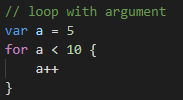 // loop with argument
var a = 5
for a < 10 {
    a++
}